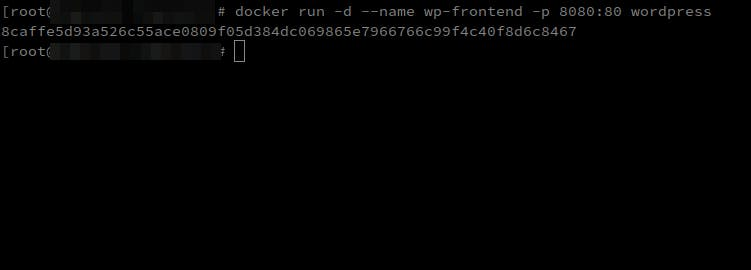 [root@ # docker run -d --name wp-frontend -p 8080:80 wordpress
8caffe5d93a526c55ace0809f05d384dc069865e7966766c99f4c40f8d6c8467
[root@ #